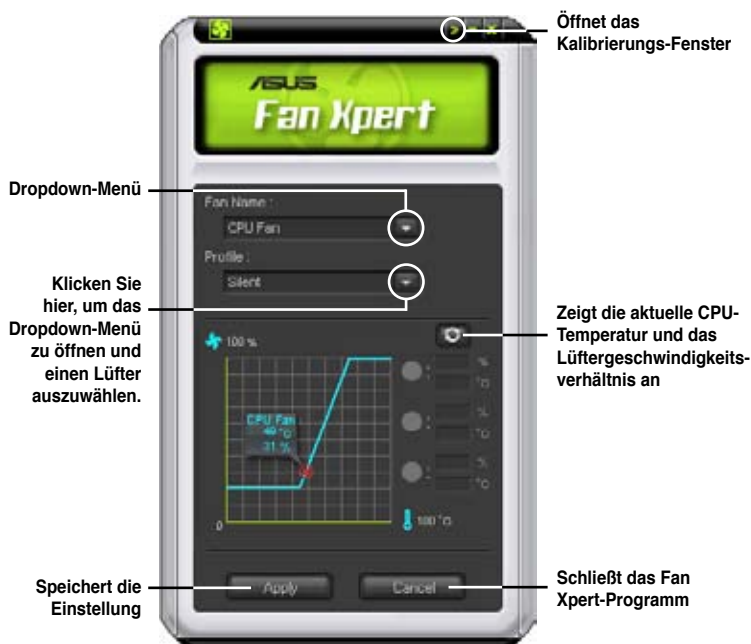 Öffnet das
Kalibrierungs-Fenster
ASUS
Fan Xpert
Dropdown-Menü
Fan Name :
CPU Fan
Profile :
Silent
Klicken Sie
hier, um das
Dropdown-Menü
zu öffnen und
einen Lüfter
auszuwählen.
Zeigt die aktuelle CPU-
Temperatur und das
Lüftergeschwindigkeits-
verhältnis an
100 %
: %
°C
CPU Fan
°C
31 %
: %
°C
: %
°C
0
100 °C
Speichert die
Einstellung
Apply
Cancel
Schließt das Fan
Xpert-Programm